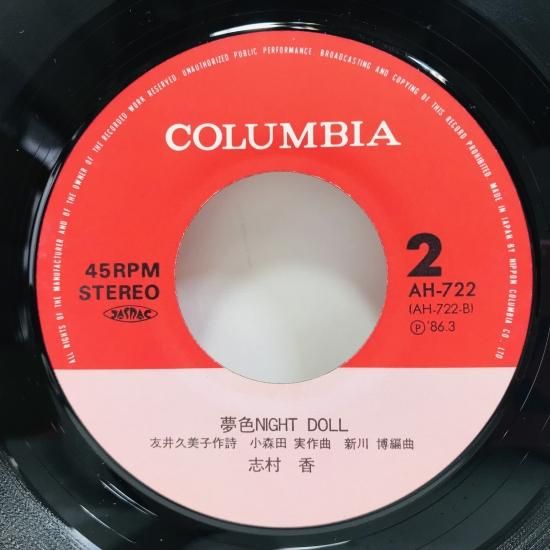 ALL RIGHTS OF THE MANUFACTURER AND OF THE OWNER OF THE RECORDED WORK RESERVED. UNAUTHORIZED PUBLIC PERFORMANCE, BROADCASTING AND COPYING OF THIS RECORD PROHIBITED. MADE IN JAPAN BY NIPPON COLUMBIA CO., LTD.
COLUMBIA
45RPM
STEREO
JASRAC
2
AH-722
(AH-722-B)
Ⓟ'86.3
夢色NIGHT DOLL
友井久美子作詩 小森田 実作曲 新川 博編曲
志村 香